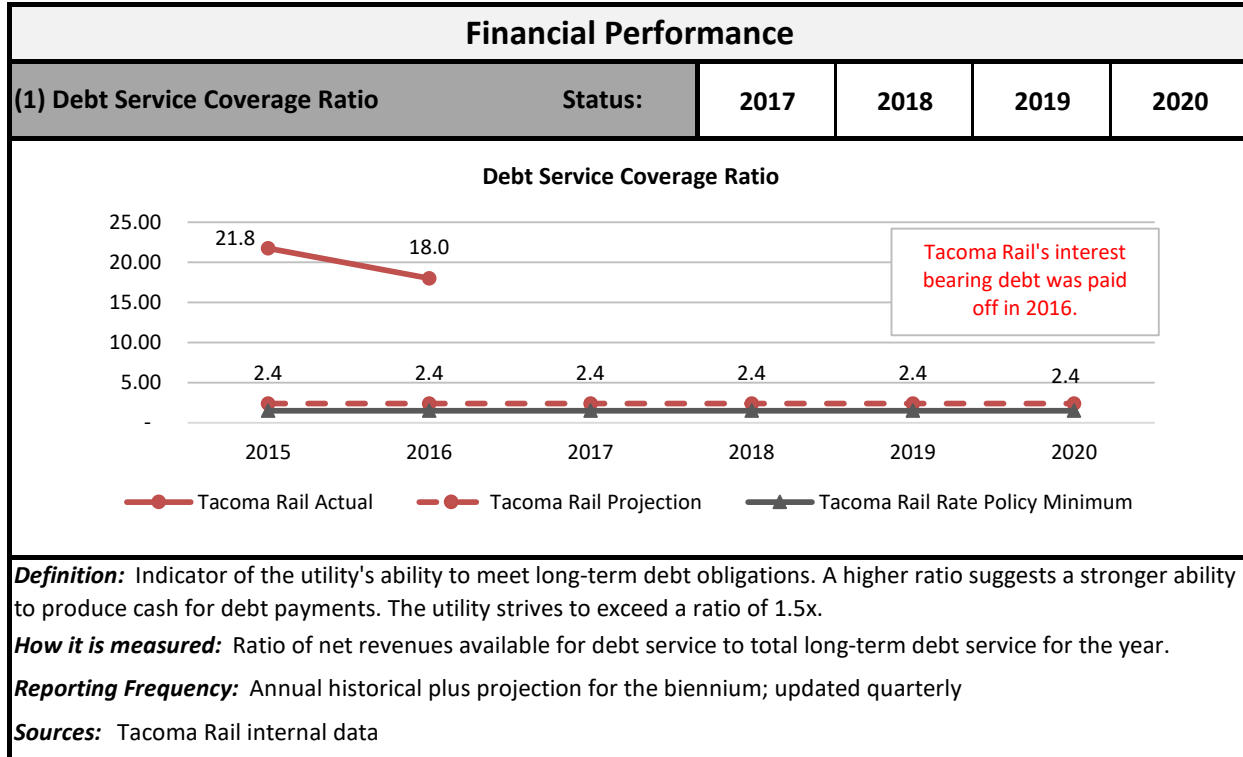 Financial Performance
(1) Debt Service Coverage Ratio Status: 2017 2018 2019 2020
Debt Service Coverage Ratio
25.00
20.00
15.00
10.00
5.00
-
21.8
18.0
Tacoma Rail's interest
bearing debt was paid
off in 2016.
2.4 2.4 2.4 2.4 2.4 2.4
2015 2016 2017 2018 2019 2020
Tacoma Rail Actual Tacoma Rail Projection Tacoma Rail Rate Policy Minimum
Definition: Indicator of the utility's ability to meet long-term debt obligations. A higher ratio suggests a stronger ability
to produce cash for debt payments. The utility strives to exceed a ratio of 1.5x.
How it is measured: Ratio of net revenues available for debt service to total long-term debt service for the year.
Reporting Frequency: Annual historical plus projection for the biennium; updated quarterly
Sources: Tacoma Rail internal data